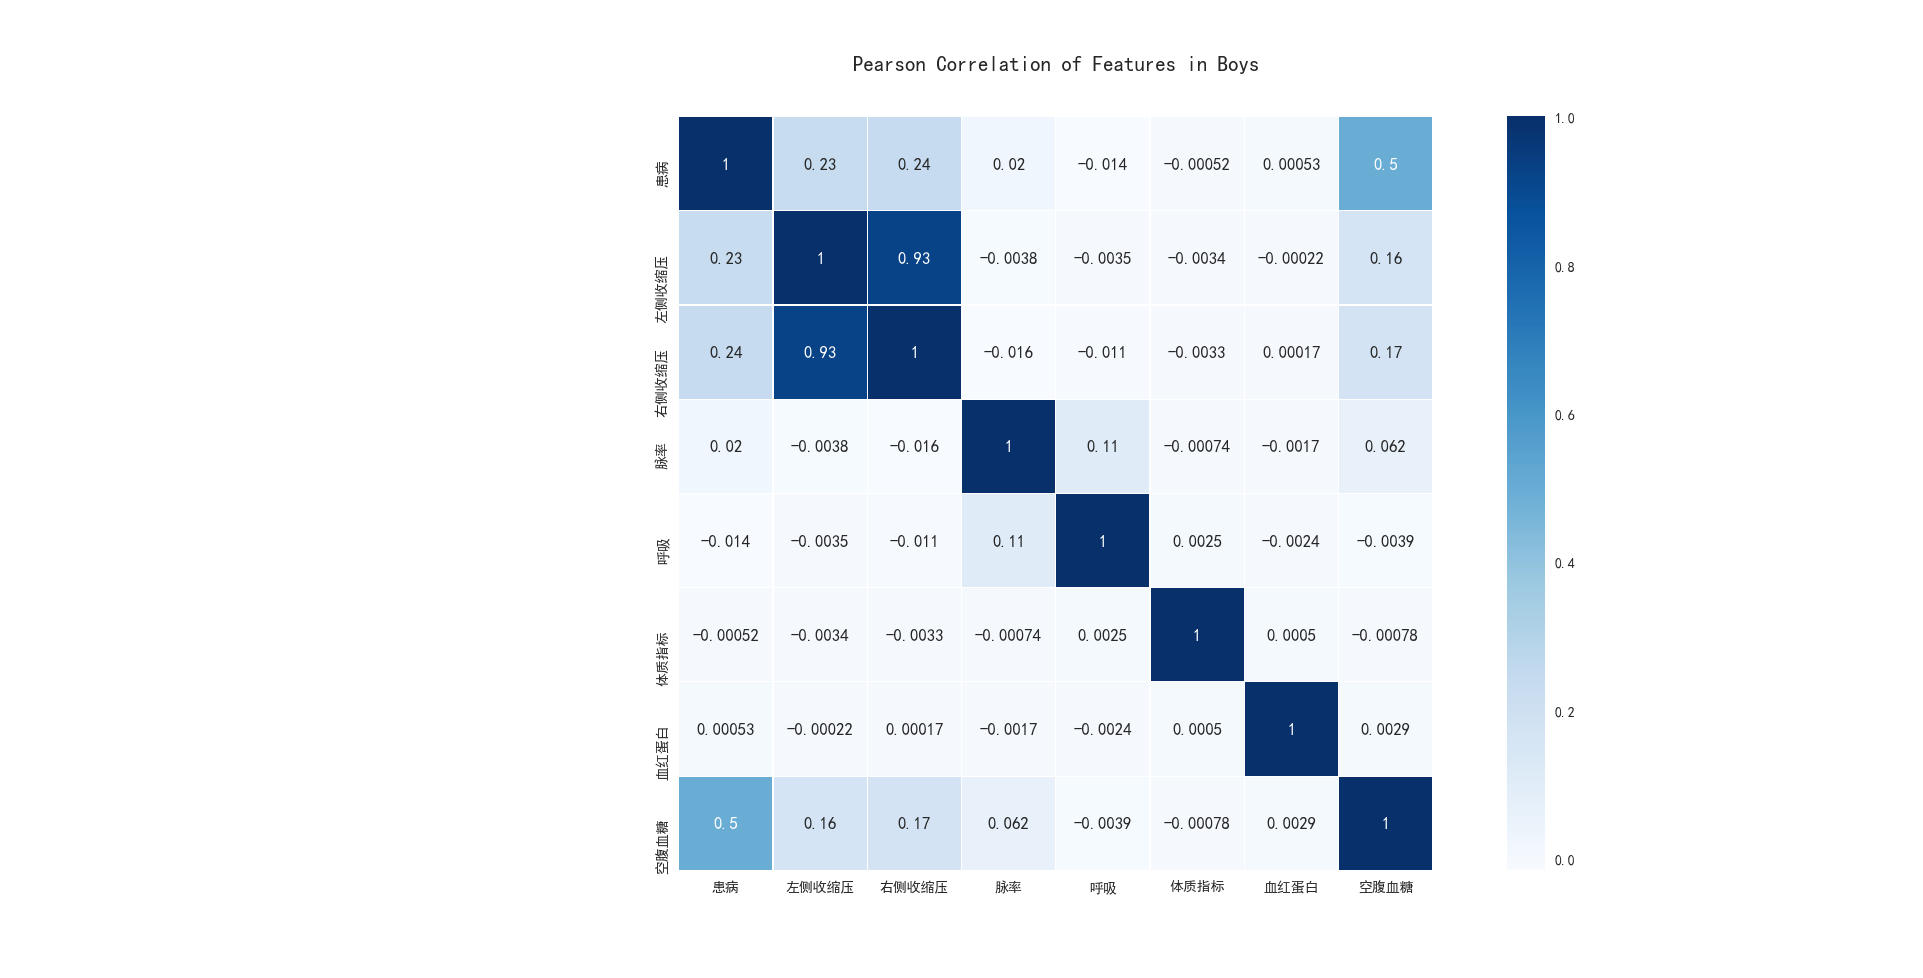 Pearson Correlation of Features in Boys
患病 1 0.23 0.24 0.02 -0.014 -0.00052 0.00053 0.5
左侧收缩压 0.23 1 0.93 -0.0038 -0.0035 -0.0034 -0.00022 0.16
右侧收缩压 0.24 0.93 1 -0.016 -0.011 -0.0033 0.00017 0.17
脉率 0.02 -0.0038 -0.016 1 0.11 -0.00074 -0.0017 0.062
呼吸 -0.014 -0.0035 -0.011 0.11 1 0.0025 -0.0024 -0.0039
体质指标 -0.00052 -0.0034 -0.0033 -0.00074 0.0025 1 0.0005 -0.00078
血红蛋白 0.00053 -0.00022 0.00017 -0.0017 -0.0024 0.0005 1 0.0029
空腹血糖 0.5 0.16 0.17 0.062 -0.0039 -0.00078 0.0029 1
患病 左侧收缩压 右侧收缩压 脉率 呼吸 体质指标 血红蛋白 空腹血糖
1.0
0.8
0.6
0.4
0.2
0.0